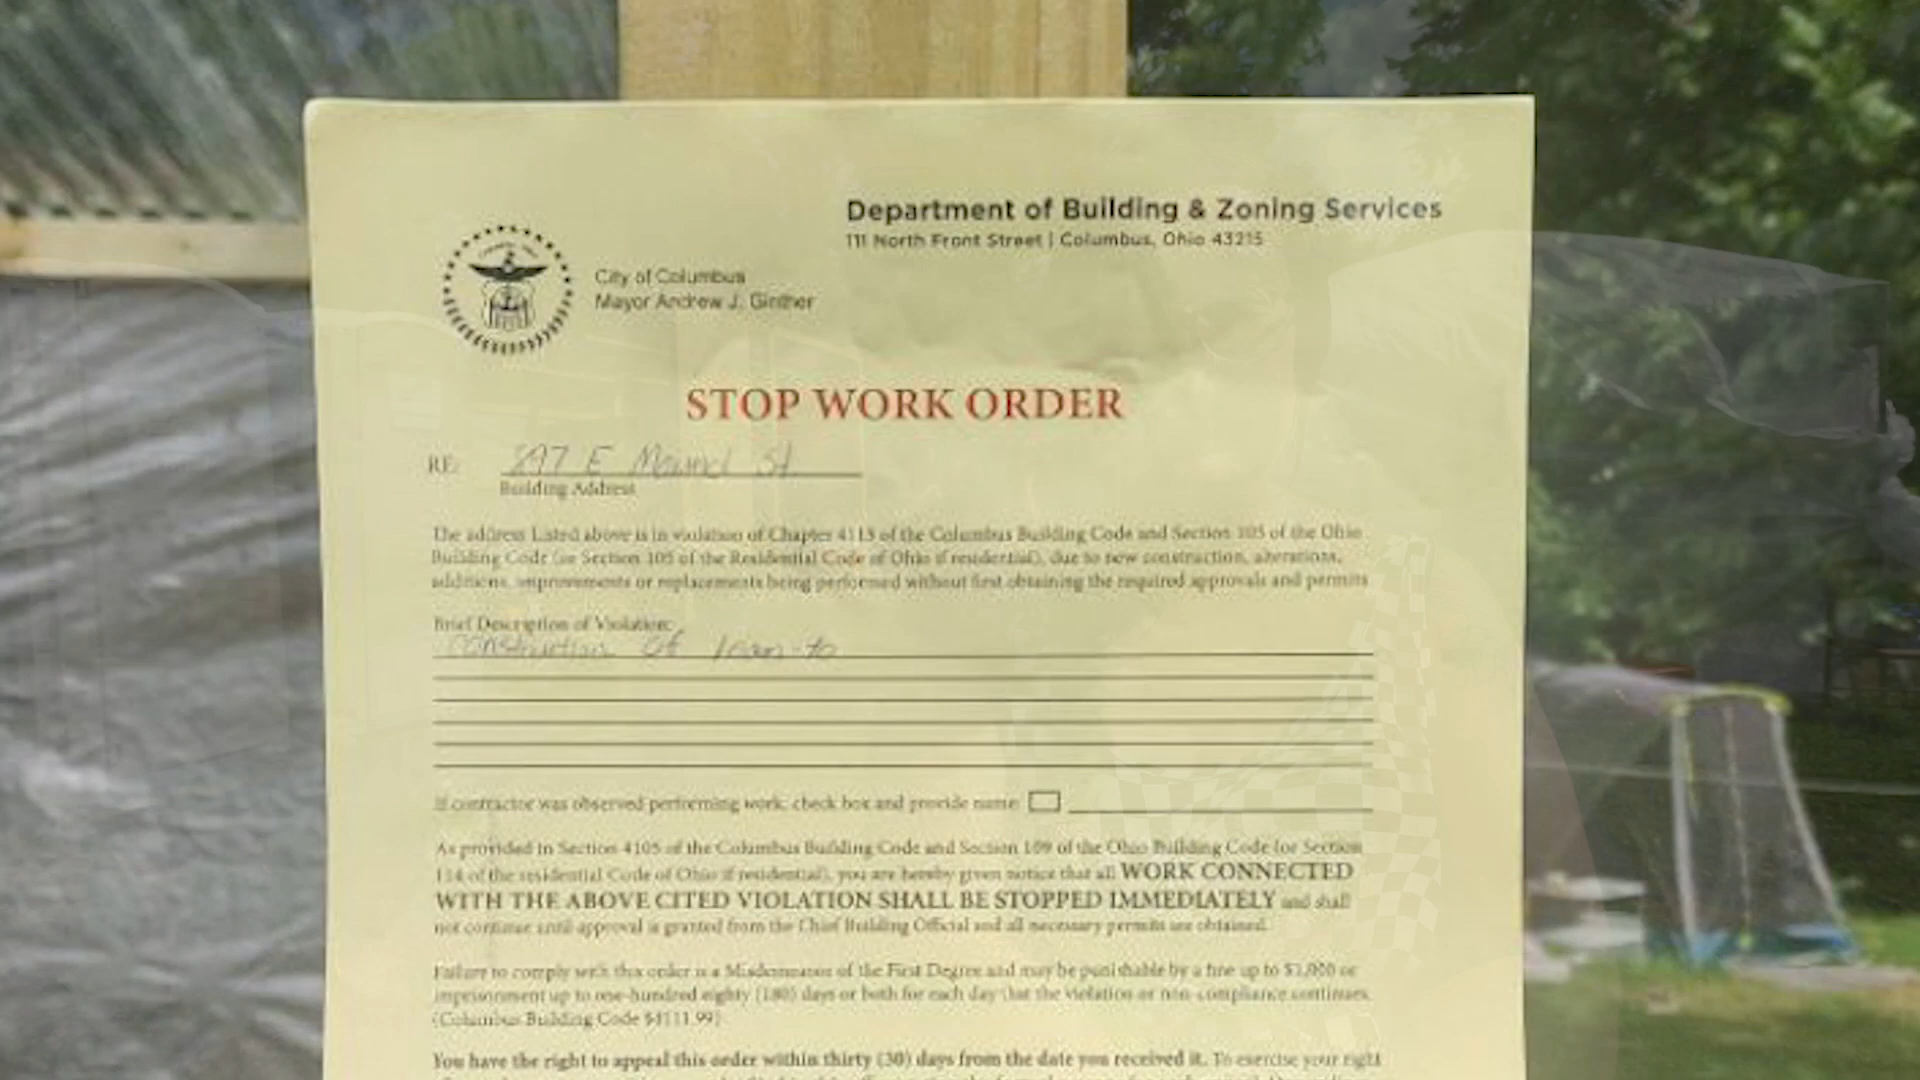 Department of Building & Zoning Services
111 North Front Street | Columbus, Ohio 43215
City of Columbus
Mayor Andrew J. Ginther
STOP WORK ORDER
RE: 897 E Mound St
Building Address
The address Listed above is in violation of Chapter 4113 of the Columbus Building Code and Section 105 of the Ohio
Building Code (or Section 105 of the Residential Code of Ohio if residential), due to new construction, alterations,
additions, improvements or replacements being performed without first obtaining the required approvals and permits
Brief Description of Violation:
construction of lean-to
If contractor was observed performing work, check box and provide name
As provided in Section 4105 of the Columbus Building Code and Section 109 of the Ohio Building Code (or Section
114 of the residential Code of Ohio if residential), you are hereby given notice that all WORK CONNECTED
WITH THE ABOVE CITED VIOLATION SHALL BE STOPPED IMMEDIATELY and shall
not continue until approval is granted from the Chief Building Official and all necessary permits are obtained.
Failure to comply with this order is a Misdemeanor of the First Degree and may be punishable by a fine up to $1,000 or
imprisonment up to one-hundred eighty (180) days or both for each day that the violation or non-compliance continues.
(Columbus Building Code §4111.99)
You have the right to appeal this order within thirty (30) days from the date you received it. To exercise your right